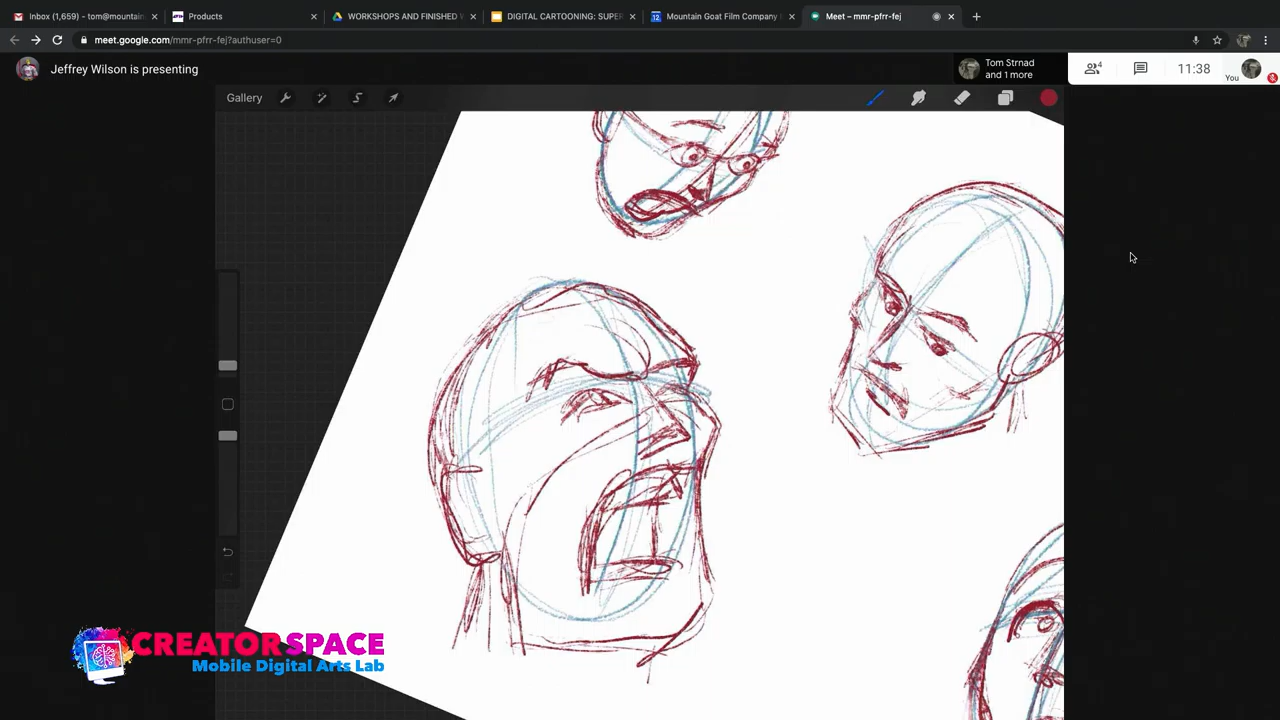 Inbox (1,659) - tom@mountain
Products
WORKSHOPS AND FINISHED W
DIGITAL CARTOONING: SUPER
Mountain Goat Film Company
Meet – mmr-pfrr-fej
meet.google.com/mmr-pfrr-fej?authuser=0
Jeffrey Wilson is presenting
Tom Strnad
and 1 more
4
11:38
You
Gallery
CREATORSPACE
Mobile Digital Arts Lab